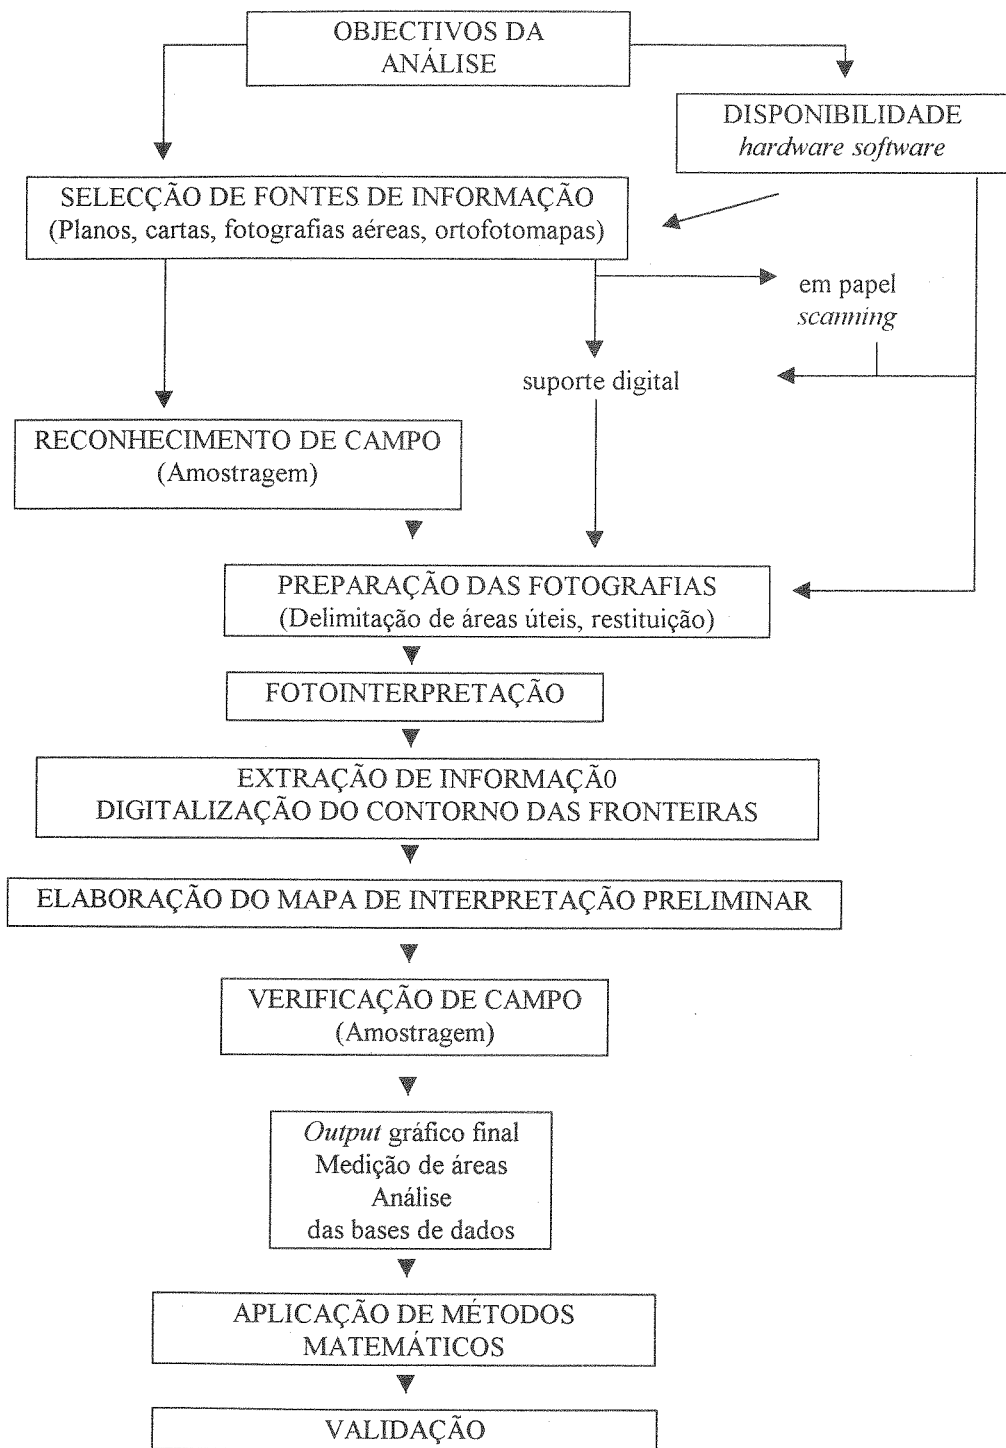 OBJECTIVOS DA
ANÁLISE
DISPONIBILIDADE
hardware software
SELECÇÃO DE FONTES DE INFORMAÇÃO
(Planos, cartas, fotografias aéreas, ortofotomapas)
em papel
scanning
suporte digital
RECONHECIMENTO DE CAMPO
(Amostragem)
PREPARAÇÃO DAS FOTOGRAFIAS
(Delimitação de áreas úteis, restituição)
FOTOINTERPRETAÇÃO
EXTRAÇÃO DE INFORMAÇÃ0
DIGITALIZAÇÃO DO CONTORNO DAS FRONTEIRAS
ELABORAÇÃO DO MAPA DE INTERPRETAÇÃO PRELIMINAR
VERIFICAÇÃO DE CAMPO
(Amostragem)
Output gráfico final
Medição de áreas
Análise
das bases de dados
APLICAÇÃO DE MÉTODOS
MATEMÁTICOS
VALIDAÇÃO